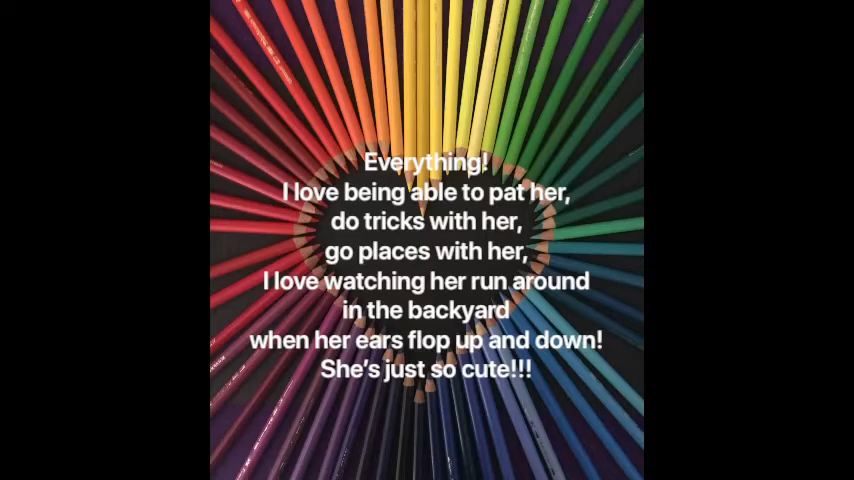 Everything!
I love being able to pat her,
do tricks with her,
go places with her,
I love watching her run around
in the backyard
when her ears flop up and down!
She's just so cute!!!